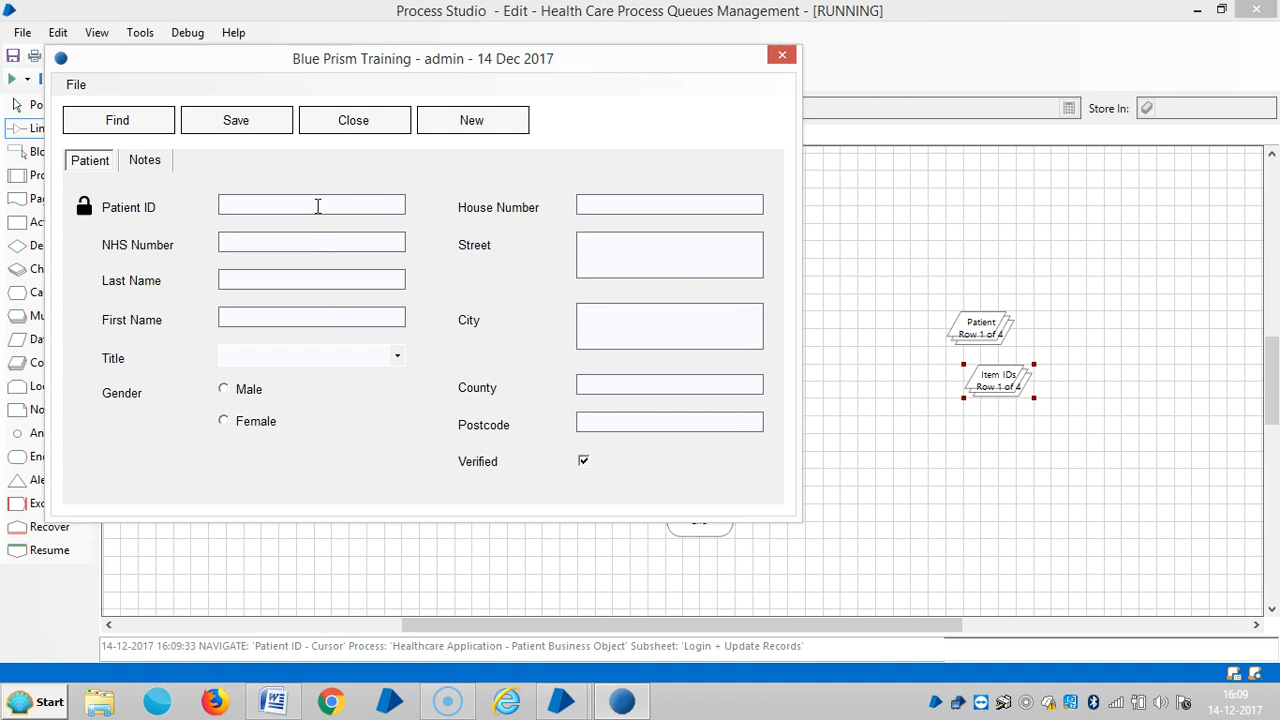 Process Studio - Edit - Health Care Process Queues Management - [RUNNING]
File Edit View Tools Debug Help
Blue Prism Training - admin - 14 Dec 2017
File
Find Save Close New
Store In:
Patient Notes
Patient ID
NHS Number
Last Name
First Name
Title
Gender
Male
Female
House Number
Street
City
County
Postcode
Verified
Patient
Row 1 of 4
Item IDs
Row 1 of 4
Recover
Resume
14-12-2017 16:09:33 NAVIGATE: 'Patient ID - Cursor' Process: 'Healthcare Application - Patient Business Object' Subsheet: 'Login + Update Records'
Start
16:09
14-12-2017